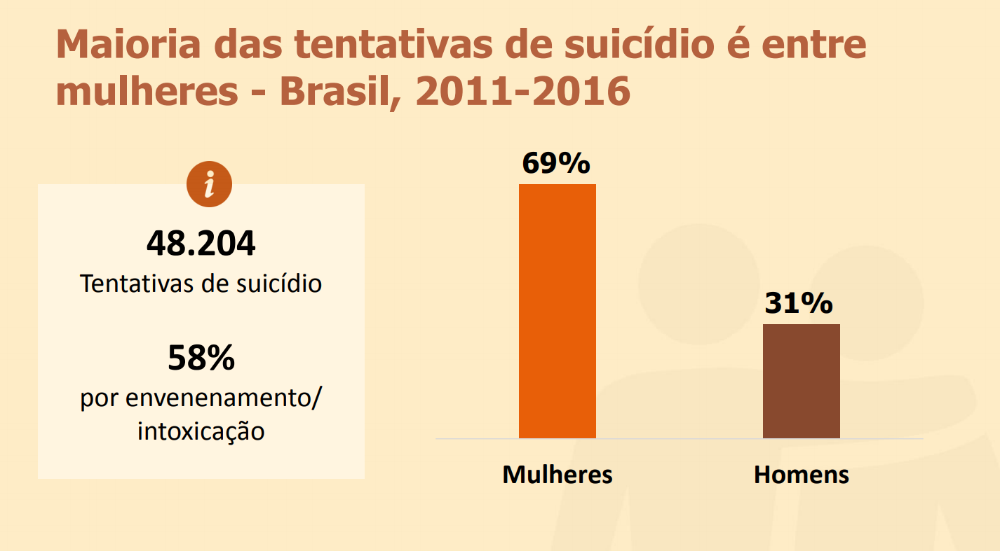 Maioria das tentativas de suicídio é entre
mulheres - Brasil, 2011-2016
i
48.204
Tentativas de suicídio
58%
por envenenamento/
intoxicação
69%
31%
Mulheres
Homens